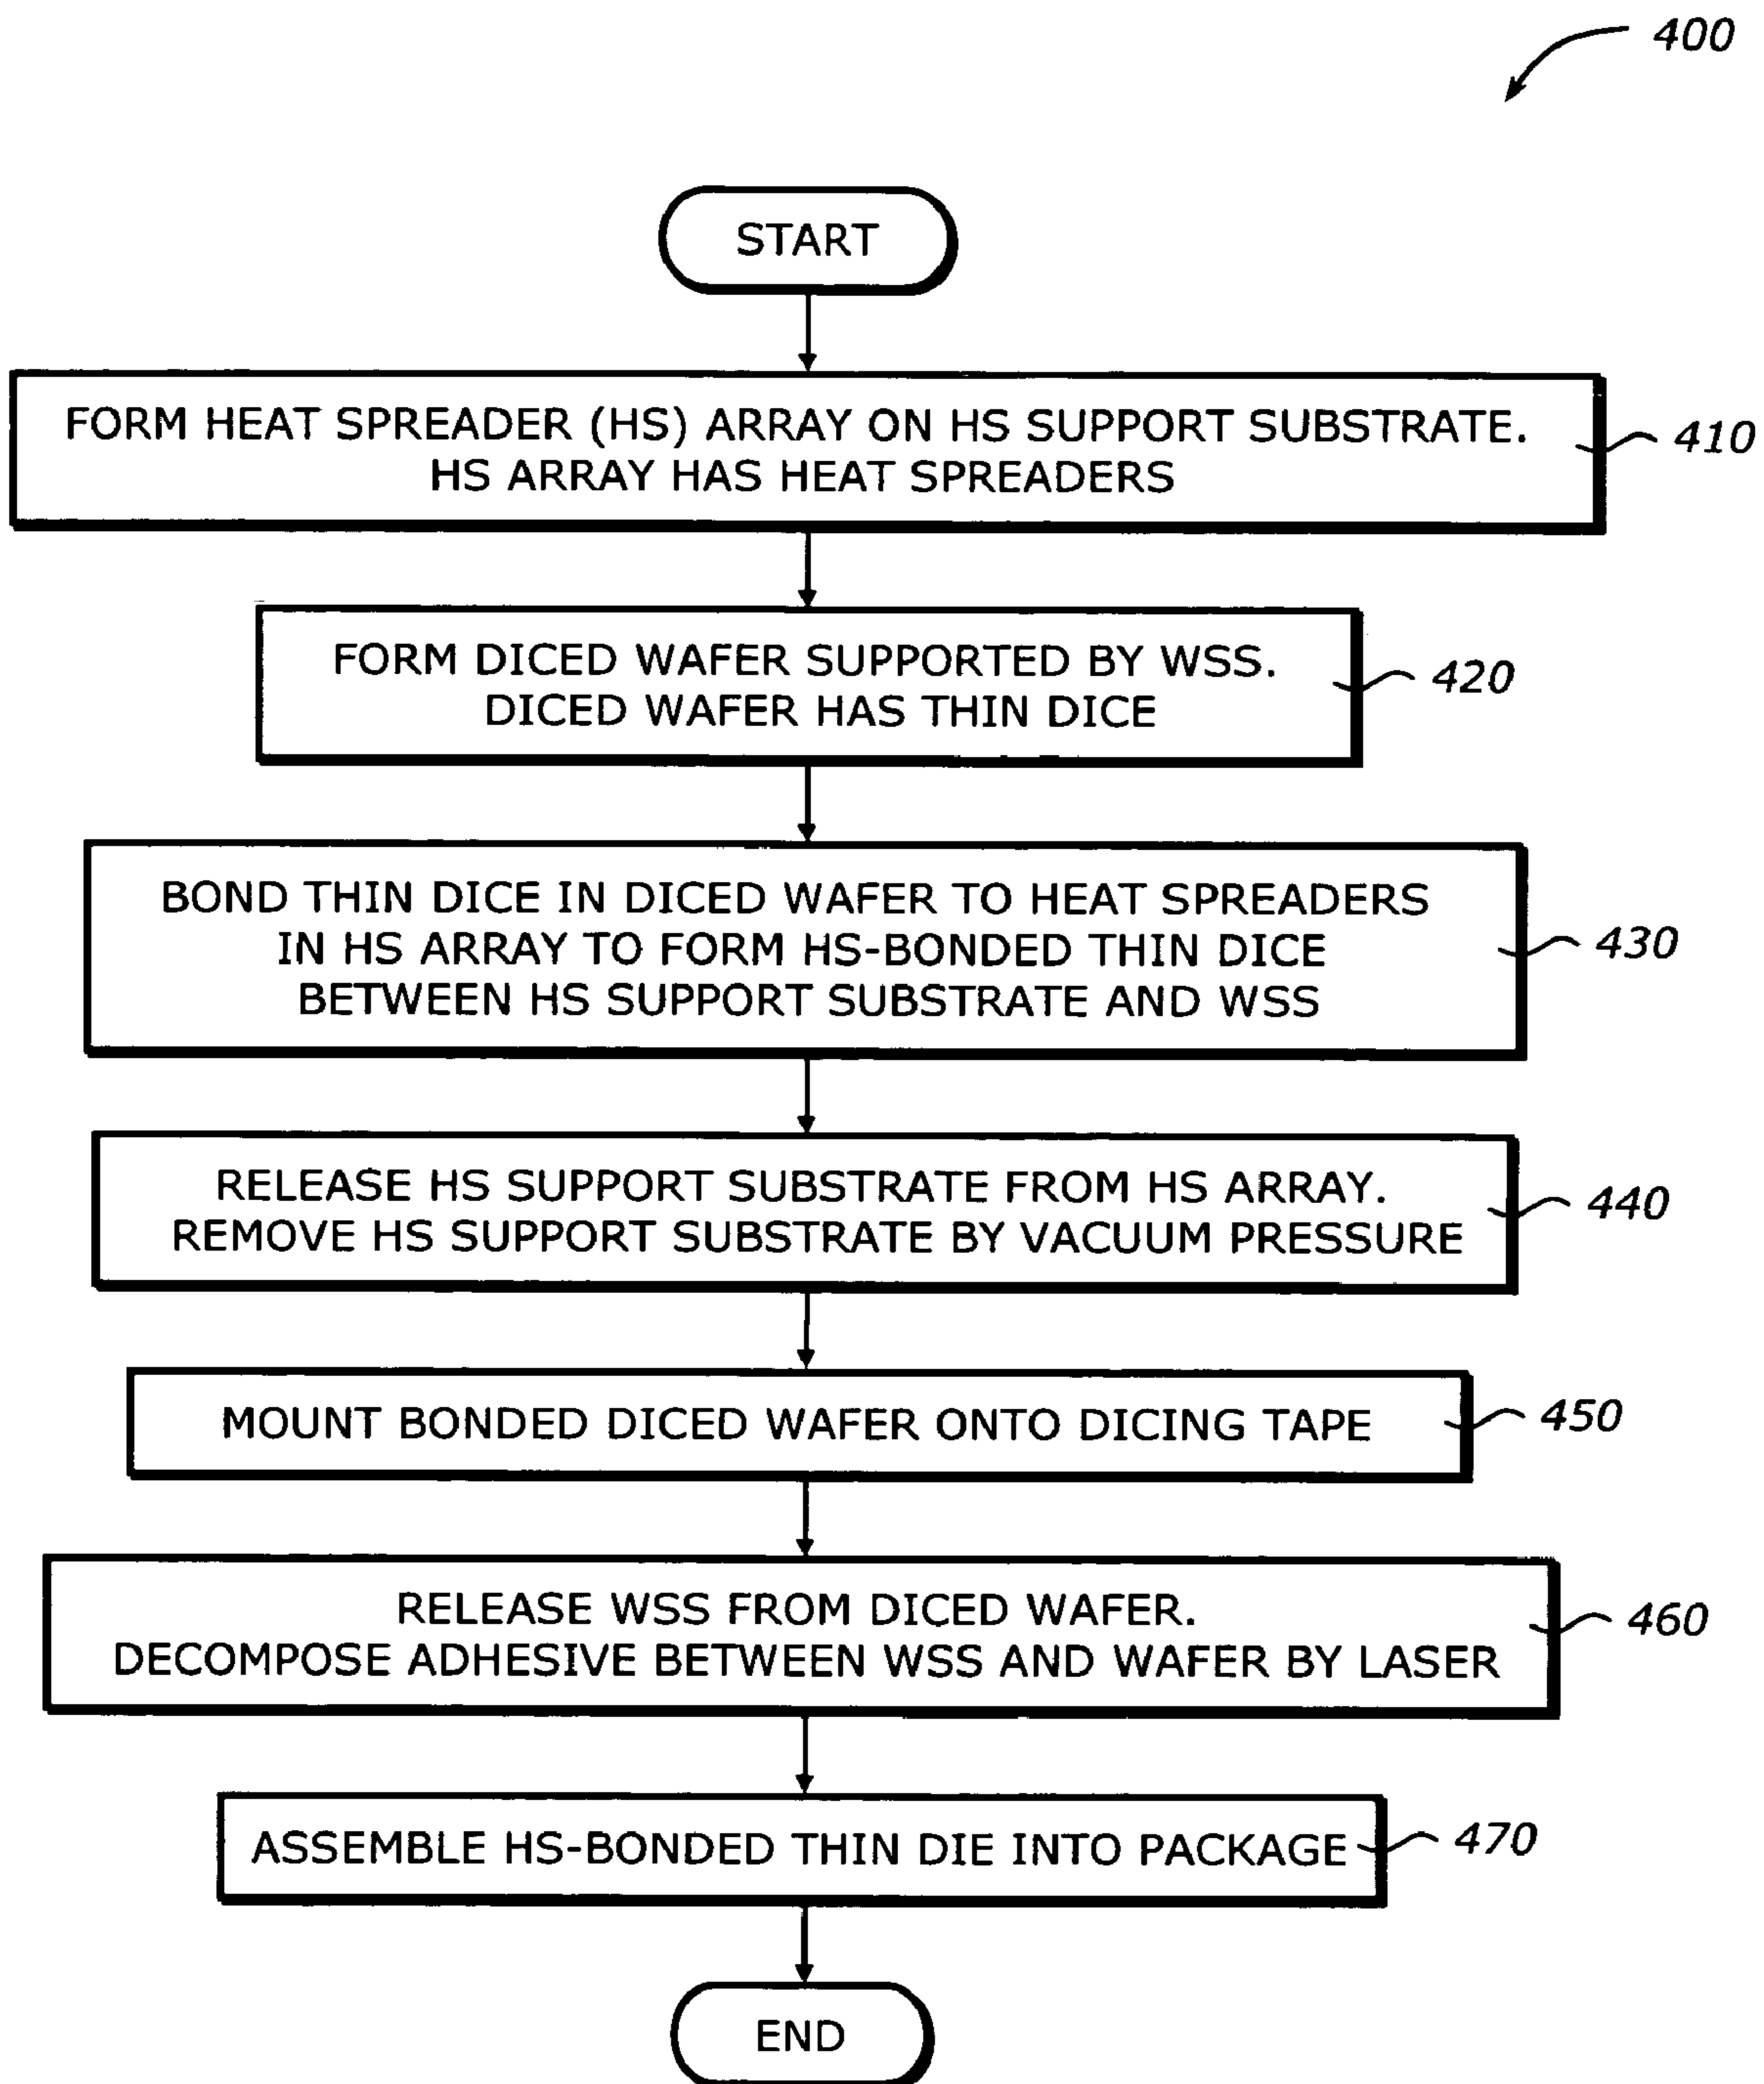 400
START
FORM HEAT SPREADER (HS) ARRAY ON HS SUPPORT SUBSTRATE.
HS ARRAY HAS HEAT SPREADERS
410
FORM DICED WAFER SUPPORTED BY WSS.
DICED WAFER HAS THIN DICE
420
BOND THIN DICE IN DICED WAFER TO HEAT SPREADERS
IN HS ARRAY TO FORM HS-BONDED THIN DICE
BETWEEN HS SUPPORT SUBSTRATE AND WSS
430
RELEASE HS SUPPORT SUBSTRATE FROM HS ARRAY.
REMOVE HS SUPPORT SUBSTRATE BY VACUUM PRESSURE
440
MOUNT BONDED DICED WAFER ONTO DICING TAPE
450
RELEASE WSS FROM DICED WAFER.
DECOMPOSE ADHESIVE BETWEEN WSS AND WAFER BY LASER
460
ASSEMBLE HS-BONDED THIN DIE INTO PACKAGE
470
END